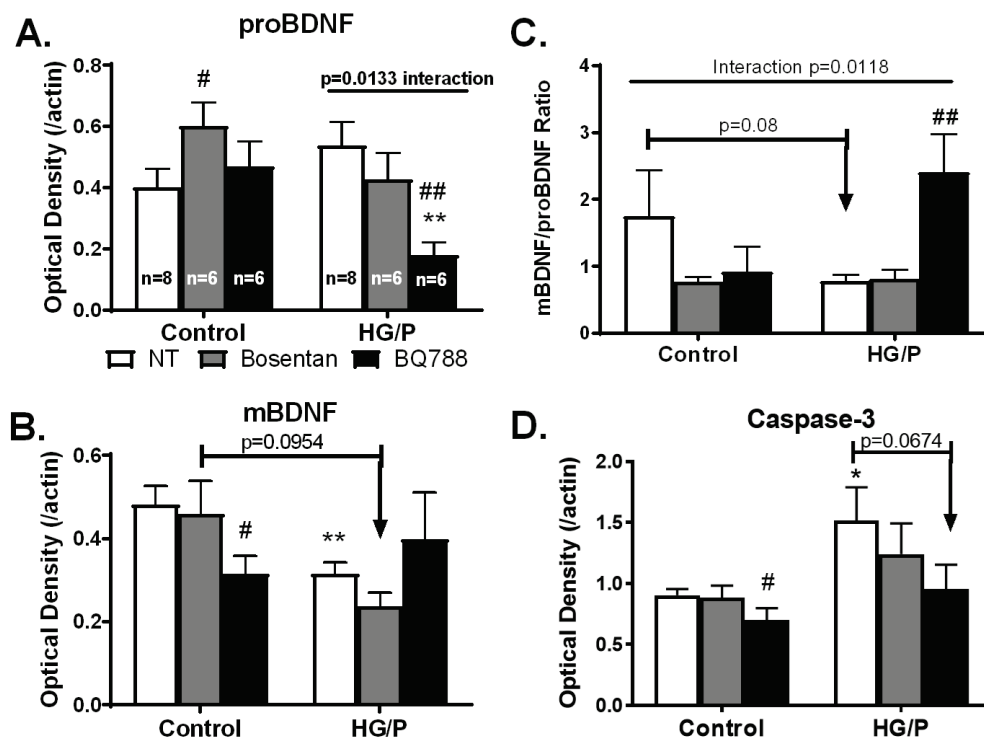 A.
proBDNF
Optical Density (/actin)
0.8
0.6
0.4
0.2
0.0
#
p=0.0133 interaction
##
**
n=8
n=6
n=6
n=8
n=6
n=6
Control
HG/P
NT
Bosentan
BQ788
C.
mBDNF/proBDNF Ratio
4
3
2
1
0
Interaction p=0.0118
p=0.08
##
Control
HG/P
B.
mBDNF
Optical Density (/actin)
0.6
0.4
0.2
0.0
p=0.0954
#
**
Control
HG/P
D.
Caspase-3
Optical Density (/actin)
2.0
1.5
1.0
0.5
0.0
p=0.0674
*
#
Control
HG/P